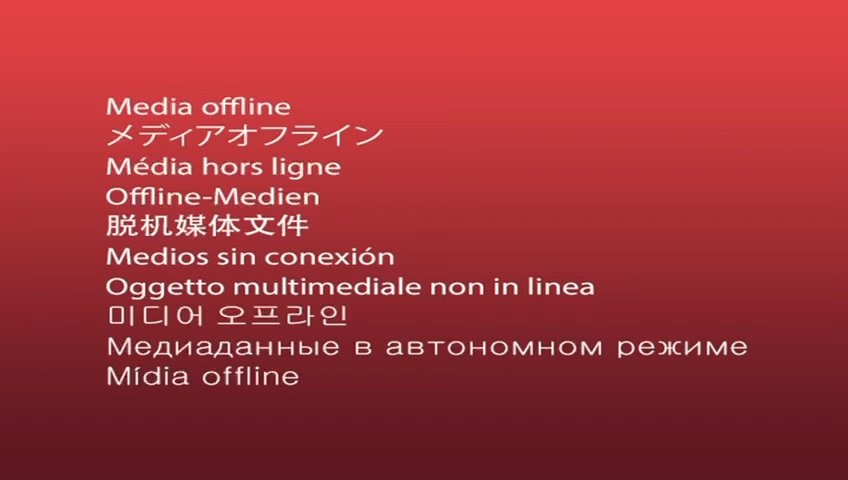 Media offline
メディアオフライン
Média hors ligne
Offline-Medien
脱机媒体文件
Medios sin conexión
Oggetto multimediale non in linea
미디어 오프라인
Медиаданные в автономном режиме
Mídia offline